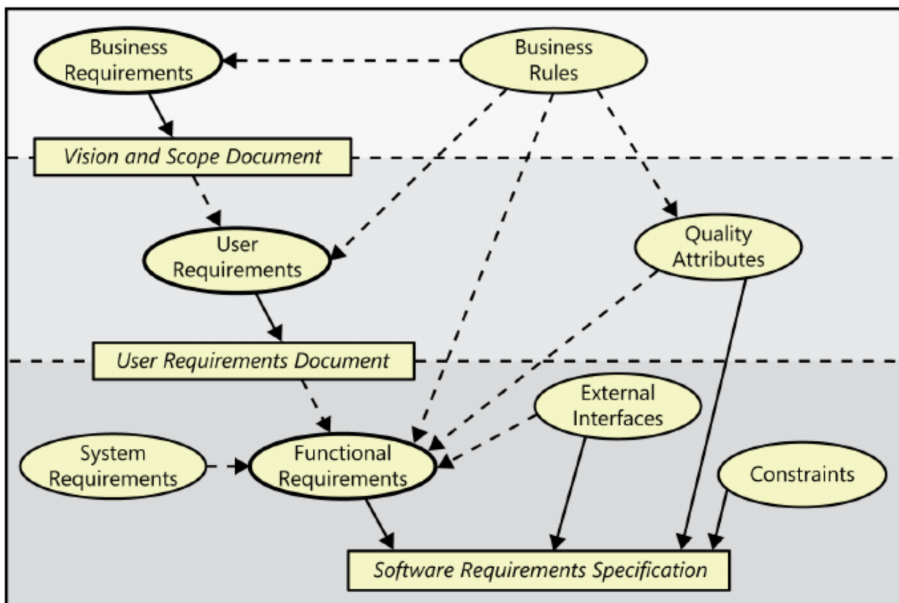 Business
Requirements
Business
Rules
Vision and Scope Document
User
Requirements
Quality
Attributes
User Requirements Document
External
Interfaces
System
Requirements
Functional
Requirements
Constraints
Software Requirements Specification